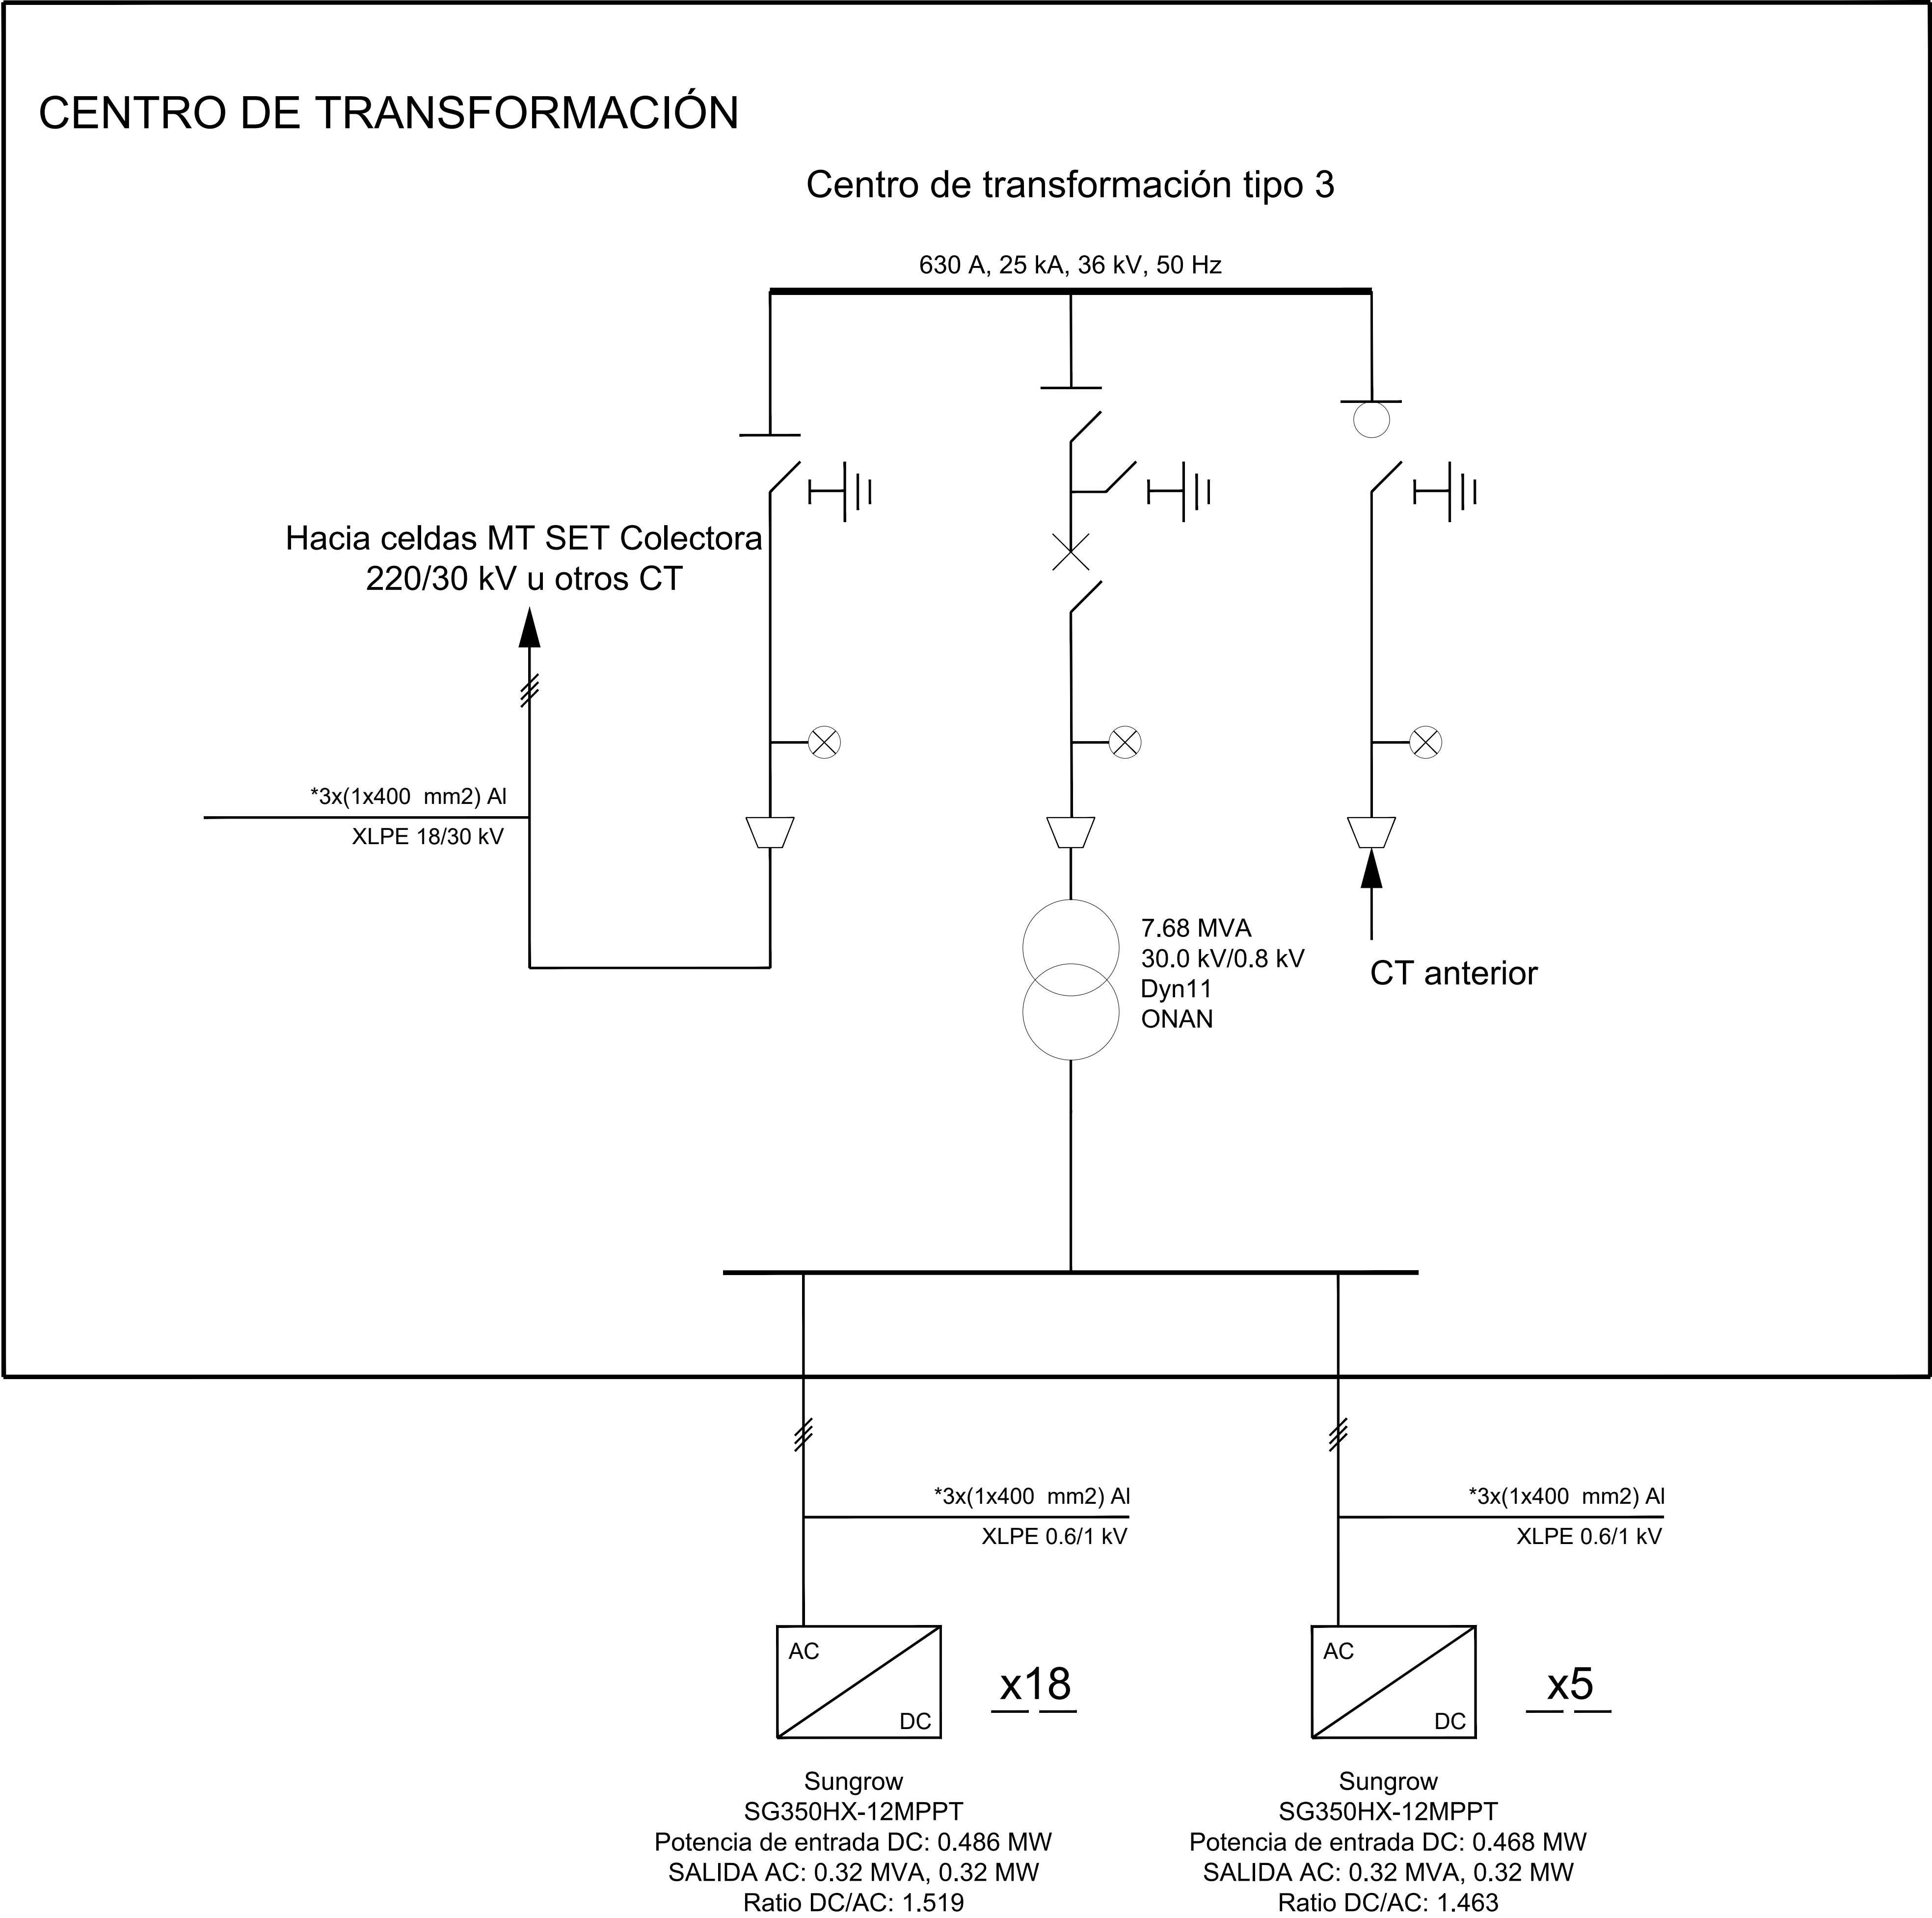 CENTRO DE TRANSFORMACIÓN
Centro de transformación tipo 3
630 A, 25 kA, 36 kV, 50 Hz
Hacia celdas MT SET Colectora
220/30 kV u otros CT
*3x(1x400 mm2) Al
XLPE 18/30 kV
7.68 MVA
30.0 kV/0.8 kV
Dyn11
ONAN
CT anterior
*3x(1x400 mm2) Al
XLPE 0.6/1 kV
*3x(1x400 mm2) Al
XLPE 0.6/1 kV
AC
DC
x18
AC
DC
x5
Sungrow
SG350HX-12MPPT
Potencia de entrada DC: 0.486 MW
SALIDA AC: 0.32 MVA, 0.32 MW
Ratio DC/AC: 1.519
Sungrow
SG350HX-12MPPT
Potencia de entrada DC: 0.468 MW
SALIDA AC: 0.32 MVA, 0.32 MW
Ratio DC/AC: 1.463